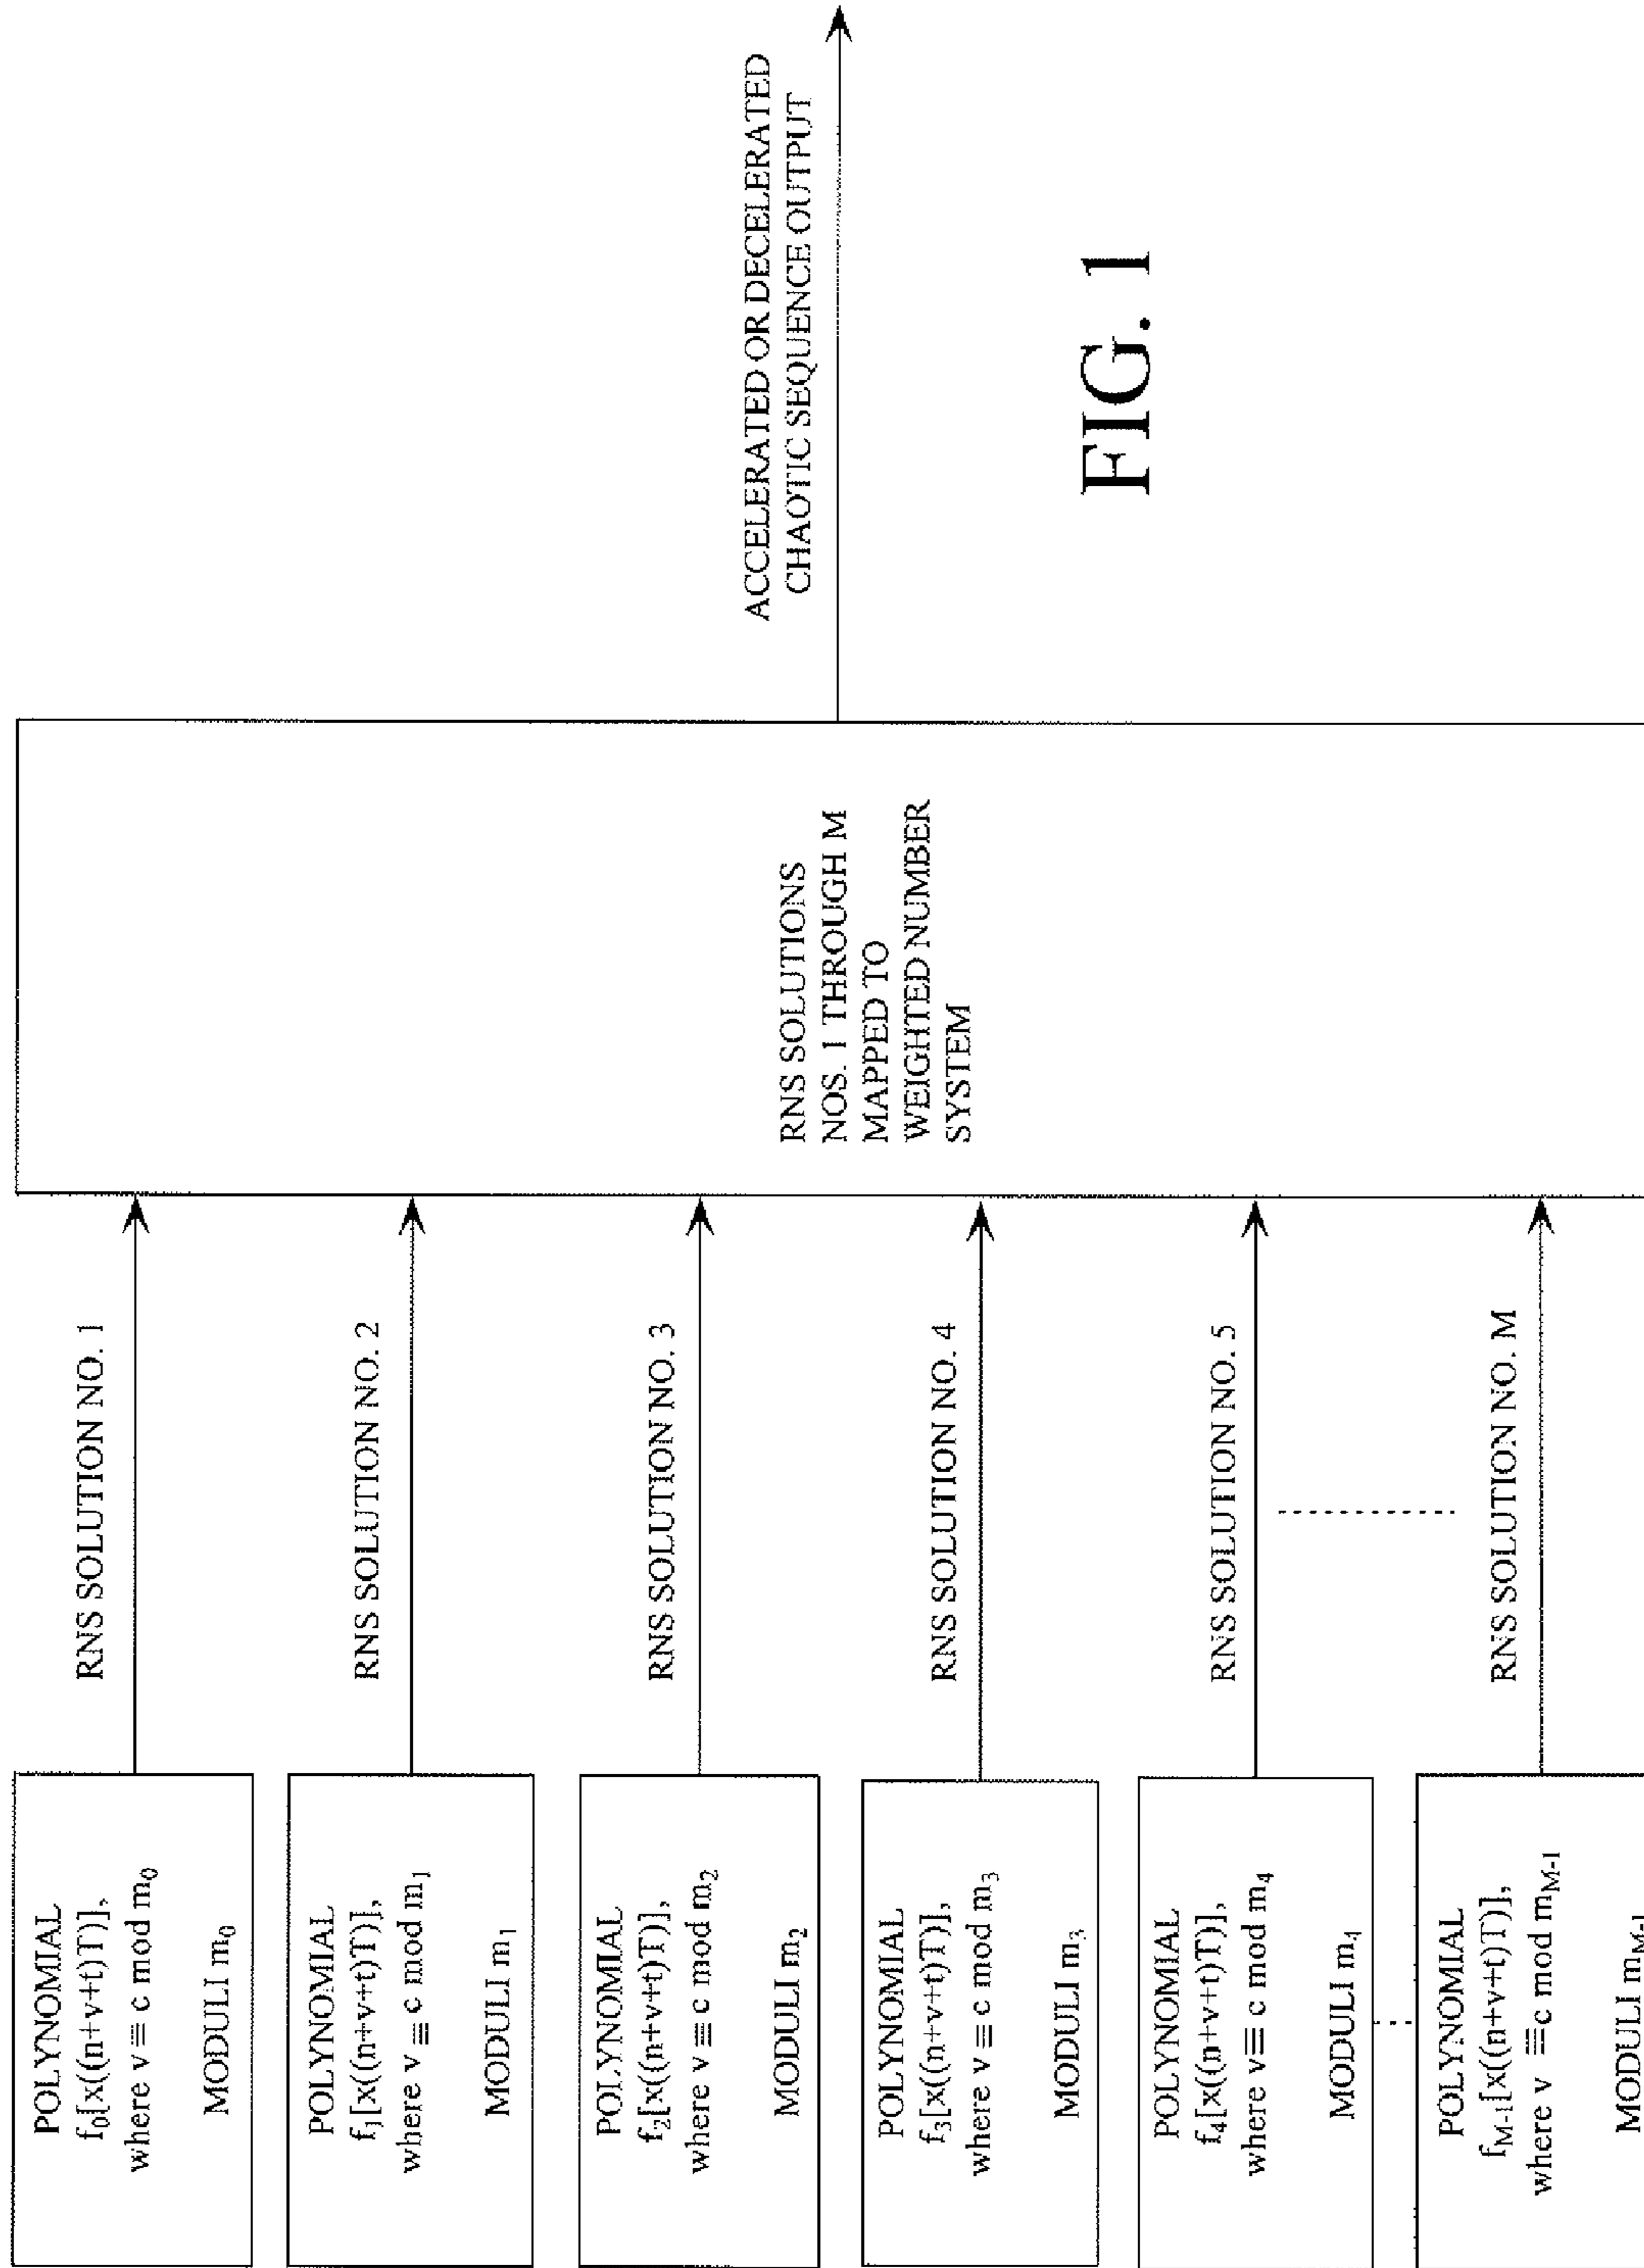 POLYNOMIAL
f₀[x((n+v+t)T)],
where v ≡ c mod m₀
MODULI m₀
RNS SOLUTION NO. 1
POLYNOMIAL
f₁[x((n+v+t)T)],
where v ≡ c mod m₁
MODULI m₁
RNS SOLUTION NO. 2
POLYNOMIAL
f₂[x((n+v+t)T)],
where v ≡ c mod m₂
MODULI m₂
RNS SOLUTION NO. 3
POLYNOMIAL
f₃[x((n+v+t)T)],
where v ≡ c mod m₃
MODULI m₃
RNS SOLUTION NO. 4
POLYNOMIAL
f₄[x((n+v+t)T)],
where v ≡ c mod m₄
MODULI m₄
RNS SOLUTION NO. 5
POLYNOMIAL
f_{M-1}[x((n+v+t)T)],
where v ≡c mod m_{M-1}
MODULI m_{M-1}
RNS SOLUTION NO. M
RNS SOLUTIONS
NOS. 1 THROUGH M
MAPPED TO
WEIGHTED NUMBER
SYSTEM
ACCELERATED OR DECELERATED
CHAOTIC SEQUENCE OUTPUT
FIG. 1